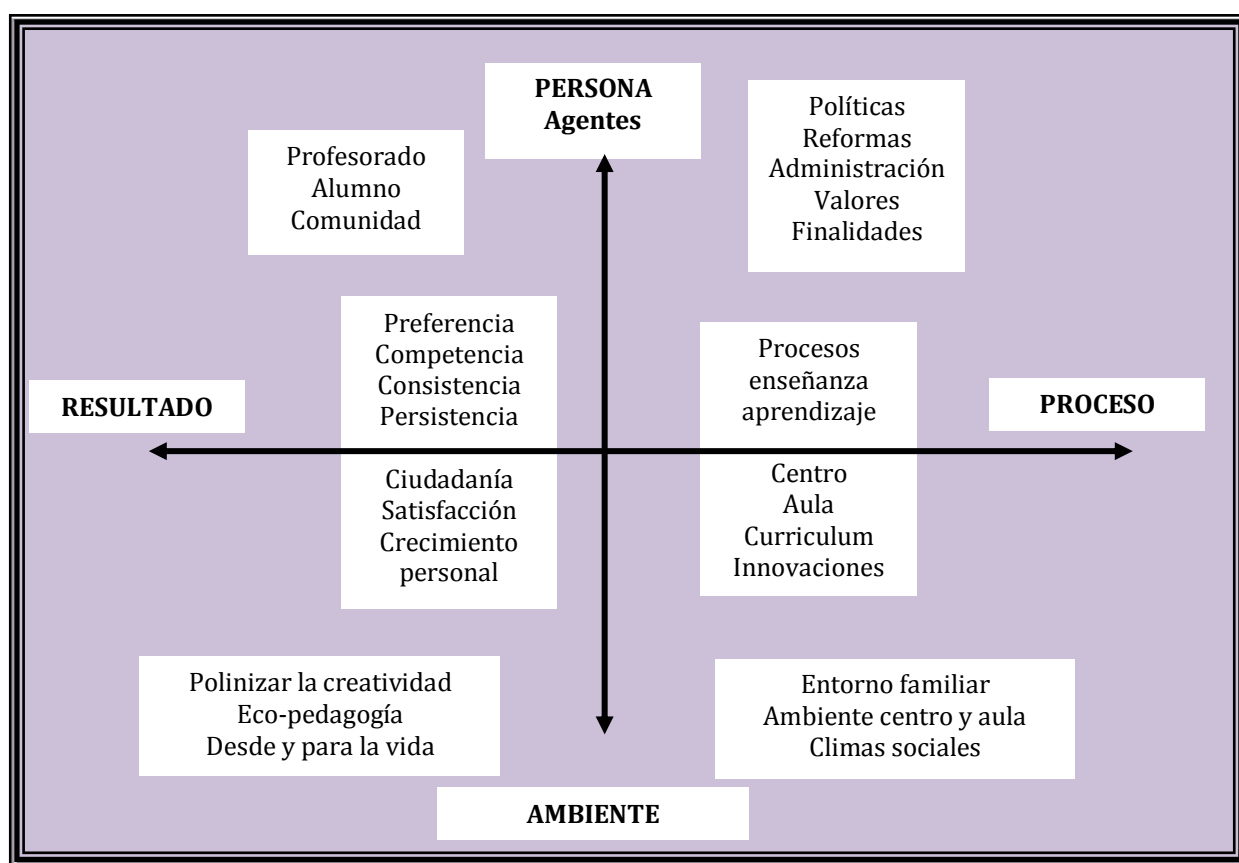 PERSONA
Agentes
Políticas
Reformas
Administración
Valores
Finalidades
Profesorado
Alumno
Comunidad
Preferencia
Competencia
Consistencia
Persistencia
Procesos
enseñanza
aprendizaje
RESULTADO
PROCESO
Ciudadanía
Satisfacción
Crecimiento
personal
Centro
Aula
Curriculum
Innovaciones
Polinizar la creatividad
Eco-pedagogía
Desde y para la vida
Entorno familiar
Ambiente centro y aula
Climas sociales
AMBIENTE